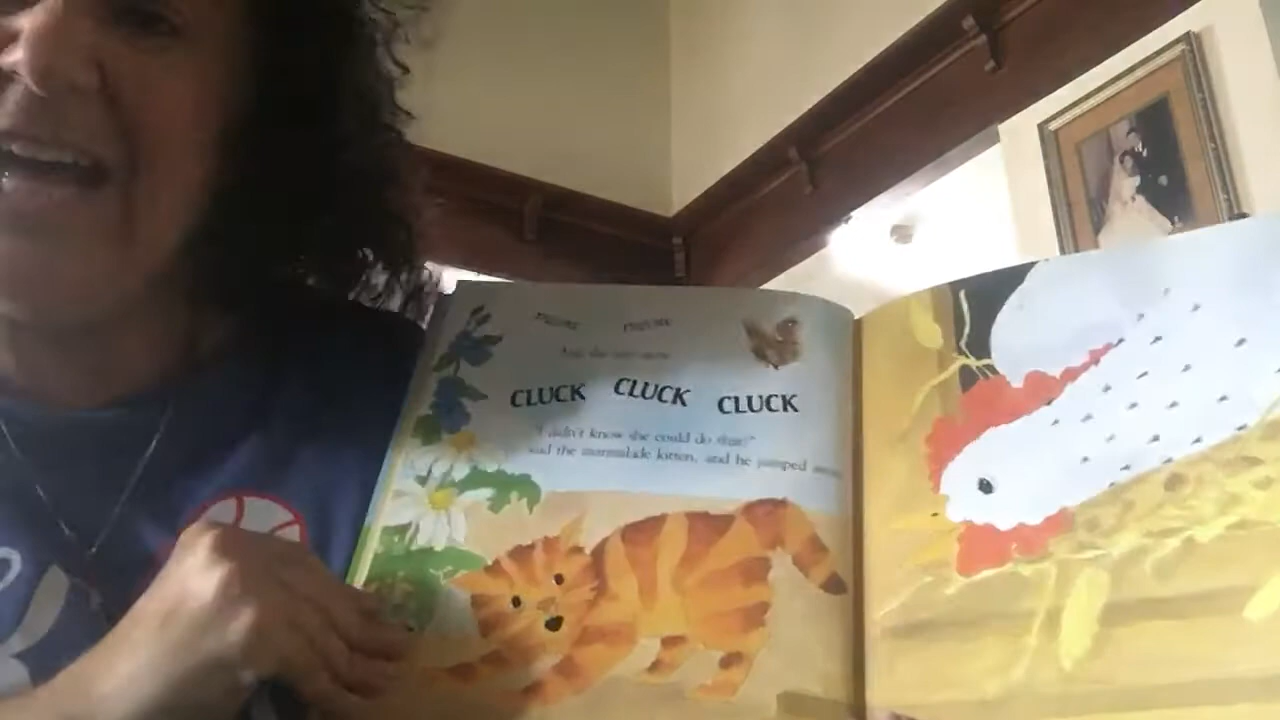 CLUCK CLUCK CLUCK
"I didn't know she could do that!"
said the marmalade kitten, and he jumped